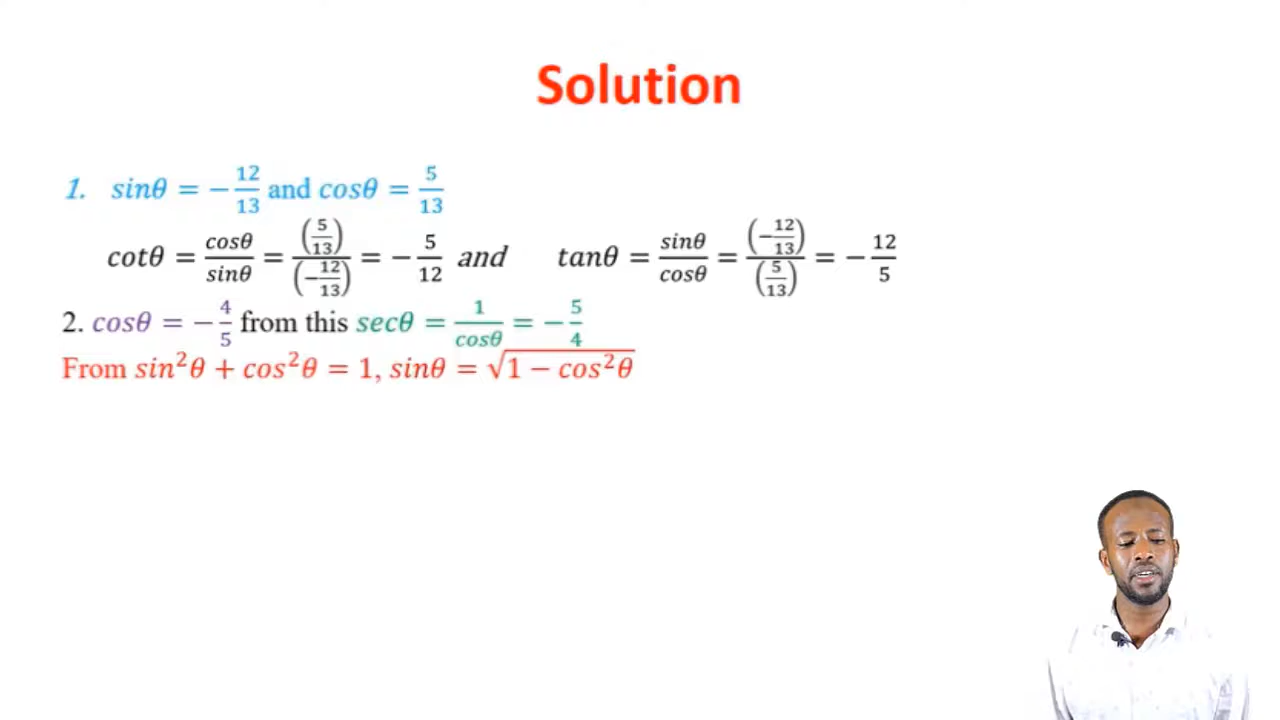 Solution
1. sinθ = −12/13 and cosθ = 5/13
cotθ = cosθ/sinθ = (5/13)/(−12/13) = −5/12 and tanθ = sinθ/cosθ = (−12/13)/(5/13) = −12/5
2. cosθ = −4/5 from this secθ = 1/cosθ = −5/4
From sin²θ + cos²θ = 1, sinθ = √(1 − cos²θ)